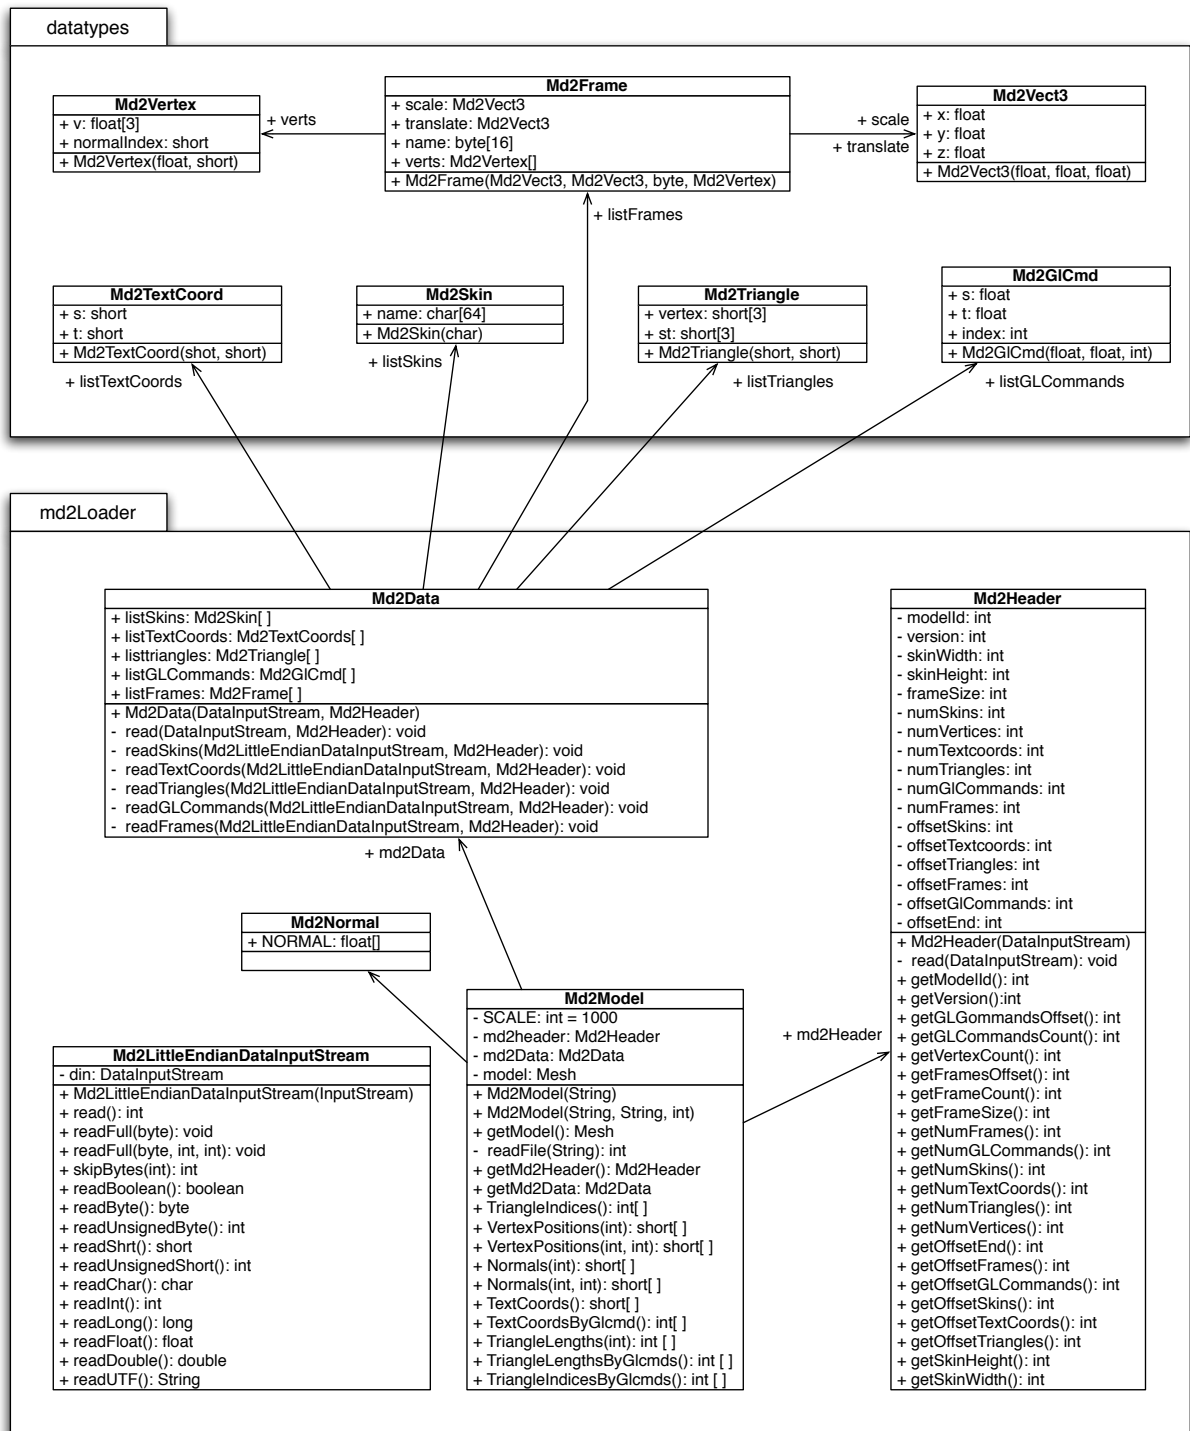 datatypes
Md2Vertex
+ v: float[3]
+ normalIndex: short
+ Md2Vertex(float, short)
+ verts
Md2Frame
+ scale: Md2Vect3
+ translate: Md2Vect3
+ name: byte[16]
+ verts: Md2Vertex[]
+ Md2Frame(Md2Vect3, Md2Vect3, byte, Md2Vertex)
+ scale
+ translate
Md2Vect3
+ x: float
+ y: float
+ z: float
+ Md2Vect3(float, float, float)
+ listFrames
Md2TextCoord
+ s: short
+ t: short
+ Md2TextCoord(shot, short)
+ listTextCoords
Md2Skin
+ name: char[64]
+ Md2Skin(char)
+ listSkins
Md2Triangle
+ vertex: short[3]
+ st: short[3]
+ Md2Triangle(short, short)
+ listTriangles
Md2GlCmd
+ s: float
+ t: float
+ index: int
+ Md2GlCmd(float, float, int)
+ listGLCommands
md2Loader
Md2Data
+ listSkins: Md2Skin[ ]
+ listTextCoords: Md2TextCoords[ ]
+ listtriangles: Md2Triangle[ ]
+ listGLCommands: Md2GlCmd[ ]
+ listFrames: Md2Frame[ ]
+ Md2Data(DataInputStream, Md2Header)
- read(DataInputStream, Md2Header): void
- readSkins(Md2LittleEndianDataInputStream, Md2Header): void
- readTextCoords(Md2LittleEndianDataInputStream, Md2Header): void
- readTriangles(Md2LittleEndianDataInputStream, Md2Header): void
- readGLCommands(Md2LittleEndianDataInputStream, Md2Header): void
- readFrames(Md2LittleEndianDataInputStream, Md2Header): void
+ md2Data
Md2Normal
+ NORMAL: float[]
Md2LittleEndianDataInputStream
- din: DataInputStream
+ Md2LittleEndianDataInputStream(InputStream)
+ read(): int
+ readFull(byte): void
+ readFull(byte, int, int): void
+ skipBytes(int): int
+ readBoolean(): boolean
+ readByte(): byte
+ readUnsignedByte(): int
+ readShrt(): short
+ readUnsignedShort(): int
+ readChar(): char
+ readInt(): int
+ readLong(): long
+ readFloat(): float
+ readDouble(): double
+ readUTF(): String
Md2Model
- SCALE: int = 1000
- md2header: Md2Header
- md2Data: Md2Data
- model: Mesh
+ Md2Model(String)
+ Md2Model(String, String, int)
+ getModel(): Mesh
- readFile(String): int
+ getMd2Header(): Md2Header
+ getMd2Data: Md2Data
+ TriangleIndices(): int[ ]
+ VertexPositions(int): short[ ]
+ VertexPositions(int, int): short[ ]
+ Normals(int): short[ ]
+ Normals(int, int): short[ ]
+ TextCoords(): short[ ]
+ TextCoordsByGlcmd(): int[ ]
+ TriangleLengths(int): int [ ]
+ TriangleLengthsByGlcmds(): int [ ]
+ TriangleIndicesByGlcmds(): int [ ]
+ md2Header
Md2Header
- modelId: int
- version: int
- skinWidth: int
- skinHeight: int
- frameSize: int
- numSkins: int
- numVertices: int
- numTextcoords: int
- numTriangles: int
- numGlCommands: int
- numFrames: int
- offsetSkins: int
- offsetTextcoords: int
- offsetTriangles: int
- offsetFrames: int
- offsetGlCommands: int
- offsetEnd: int
+ Md2Header(DataInputStream)
- read(DataInputStream): void
+ getModelId(): int
+ getVersion():int
+ getGLGommandsOffset(): int
+ getGLCommandsCount(): int
+ getVertexCount(): int
+ getFramesOffset(): int
+ getFrameCount(): int
+ getFrameSize(): int
+ getNumFrames(): int
+ getNumGLCommands(): int
+ getNumSkins(): int
+ getNumTextCoords(): int
+ getNumTriangles(): int
+ getNumVertices(): int
+ getOffsetEnd(): int
+ getOffsetFrames(): int
+ getOffsetGLCommands(): int
+ getOffsetSkins(): int
+ getOffsetTextCoords(): int
+ getOffsetTriangles(): int
+ getSkinHeight(): int
+ getSkinWidth(): int